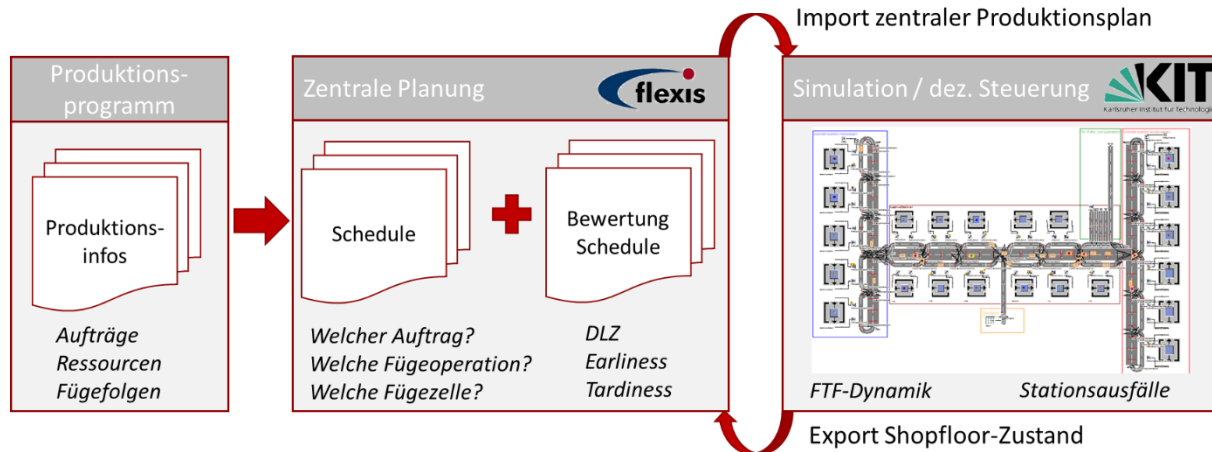 Import zentraler Produktionsplan
Produktions-
programm
Produktions-
infos
Aufträge
Ressourcen
Fügefolgen
Zentrale Planung
flexis
Schedule
Bewertung
Schedule
Welcher Auftrag?
Welche Fügeoperation?
Welche Fügezelle?
DLZ
Earliness
Tardiness
Simulation / dez. Steuerung
KIT
Karlsruher Institut für Technologie
FTF-Dynamik
Stationsausfälle
Export Shopfloor-Zustand